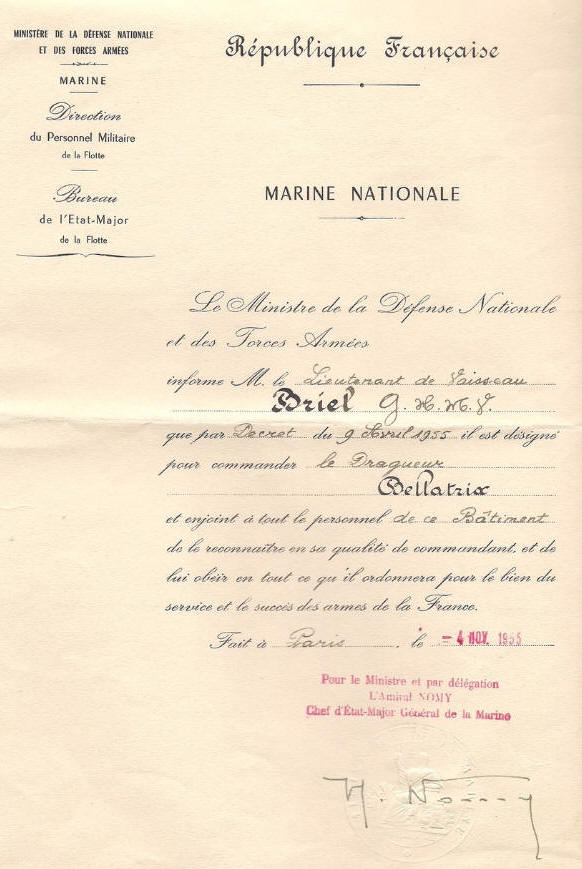 MINISTÈRE DE LA DÉFENSE NATIONALE
ET DES FORCES ARMÉES
MARINE
Direction
du Personnel Militaire
de la Flotte
Bureau
de l'Etat-Major
de la Flotte
République Française
MARINE NATIONALE
Le Ministre de la Défense Nationale
et des Forces Armées
informe M. le Lieutenant de Vaisseau
Briel G. H. M. V.
que par Decret du 9 Avril 1955 il est désigné
pour commander le Dragueur
Bellatrix
et enjoint à tout le personnel de ce Bâtiment
de le reconnaître en sa qualité de commandant, et de
lui obéir en tout ce qu'il ordonnera pour le bien du
service et le succès des armes de la France.
Fait à Paris, le - 4 NOV. 1955
Pour le Ministre et par délégation
L'Amiral NOMY
Chef d'État-Major Général de la Marine
H. Nomy